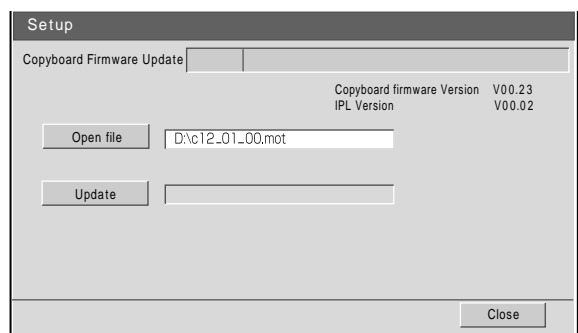 Setup
Copyboard Firmware Update
Copyboard firmware Version V00.23
IPL Version V00.02
Open file D:\c12_01_00.mot
Update
Close